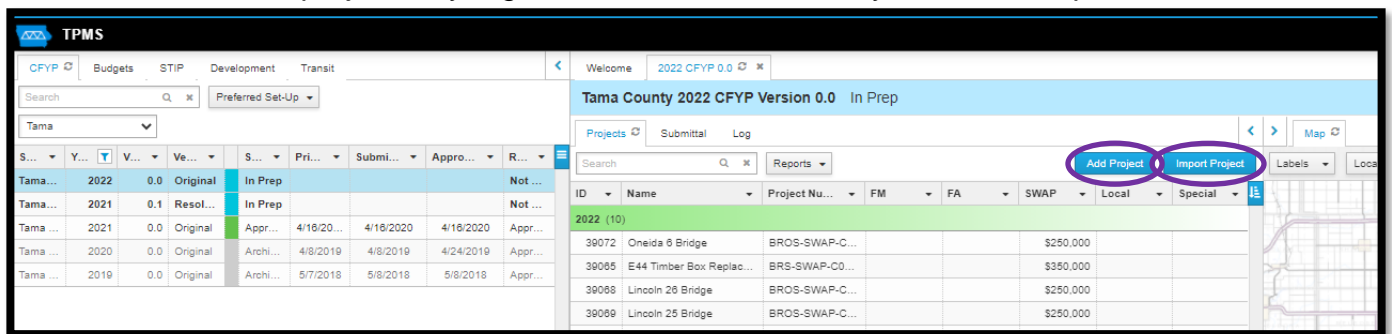 TPMS
CFYP Budgets STIP Development Transit
Search Preferred Set-Up
Tama
S... Y... V... Ve... S... Pri... Submi... Appro... R...
Tama... 2022 0.0 Original In Prep Not ...
Tama... 2021 0.1 Resol... In Prep Not ...
Tama ... 2021 0.0 Original Appr... 4/16/20... 4/16/2020 4/16/2020 Appr...
Tama ... 2020 0.0 Original Archi... 4/8/2019 4/8/2019 4/24/2019 Appr...
Tama ... 2019 0.0 Original Archi... 5/7/2018 5/8/2018 5/8/2018 Appr...
Welcome 2022 CFYP 0.0
Tama County 2022 CFYP Version 0.0 In Prep
Projects Submittal Log
Search Reports Add Project Import Project
ID Name Project Nu... FM FA SWAP Local Special
2022 (10)
39072 Oneida 6 Bridge BROS-SWAP-C... $250,000
39065 E44 Timber Box Replac... BRS-SWAP-C0... $350,000
39068 Lincoln 26 Bridge BROS-SWAP-C... $250,000
39069 Lincoln 25 Bridge BROS-SWAP-C... $250,000
Map
Labels Loca